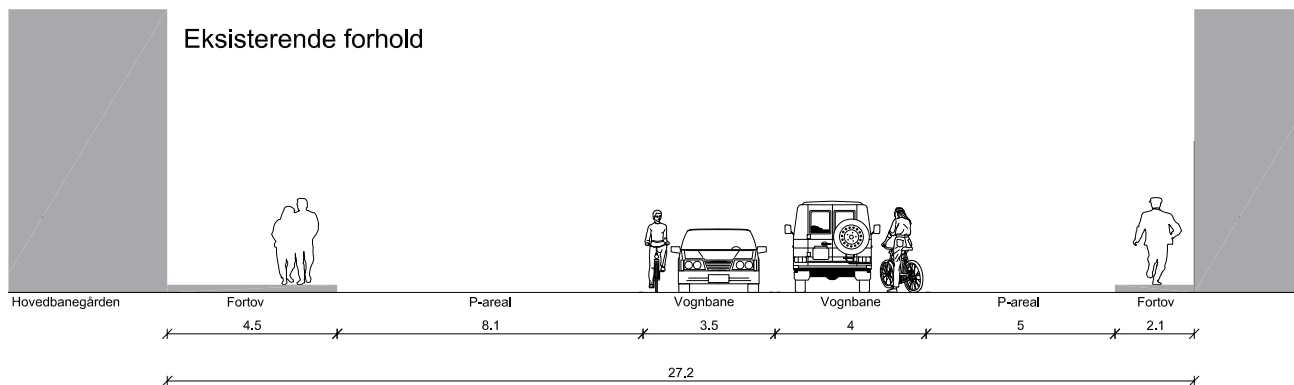 Eksisterende forhold
Hovedbanegården Fortov P-areal Vognbane Vognbane P-areal Fortov
4.5 8.1 3.5 4 5 2.1
27.2